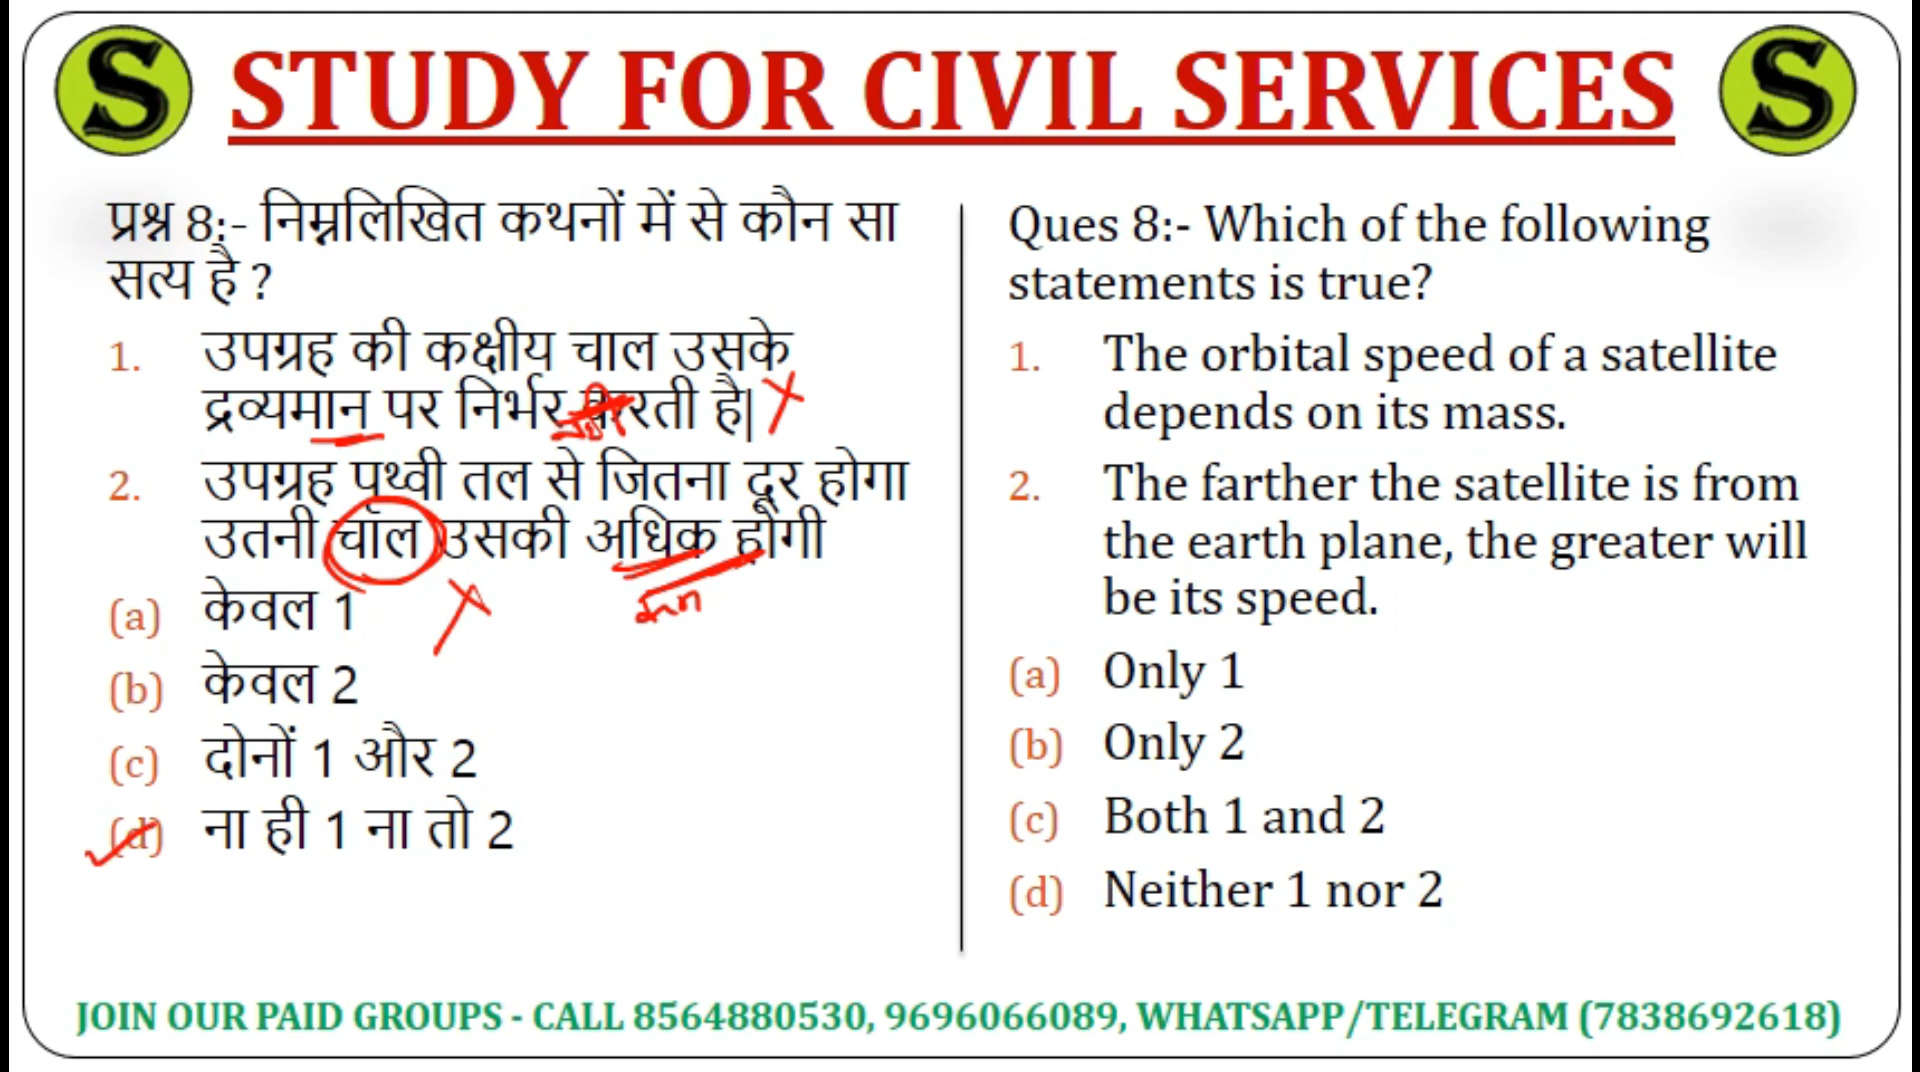 S STUDY FOR CIVIL SERVICES S
प्रश्न 8:- निम्नलिखित कथनों में से कौन सा
सत्य है ?
1. उपग्रह की कक्षीय चाल उसके
द्रव्यमान पर निर्भर करती है|
नहीं
2. उपग्रह पृथ्वी तल से जितना दूर होगा
उतनी चाल उसकी अधिक होगी
कम
(a) केवल 1
(b) केवल 2
(c) दोनों 1 और 2
(d) ना ही 1 ना तो 2
Ques 8:- Which of the following
statements is true?
1. The orbital speed of a satellite
depends on its mass.
2. The farther the satellite is from
the earth plane, the greater will
be its speed.
(a) Only 1
(b) Only 2
(c) Both 1 and 2
(d) Neither 1 nor 2
JOIN OUR PAID GROUPS - CALL 8564880530, 9696066089, WHATSAPP/TELEGRAM (7838692618)